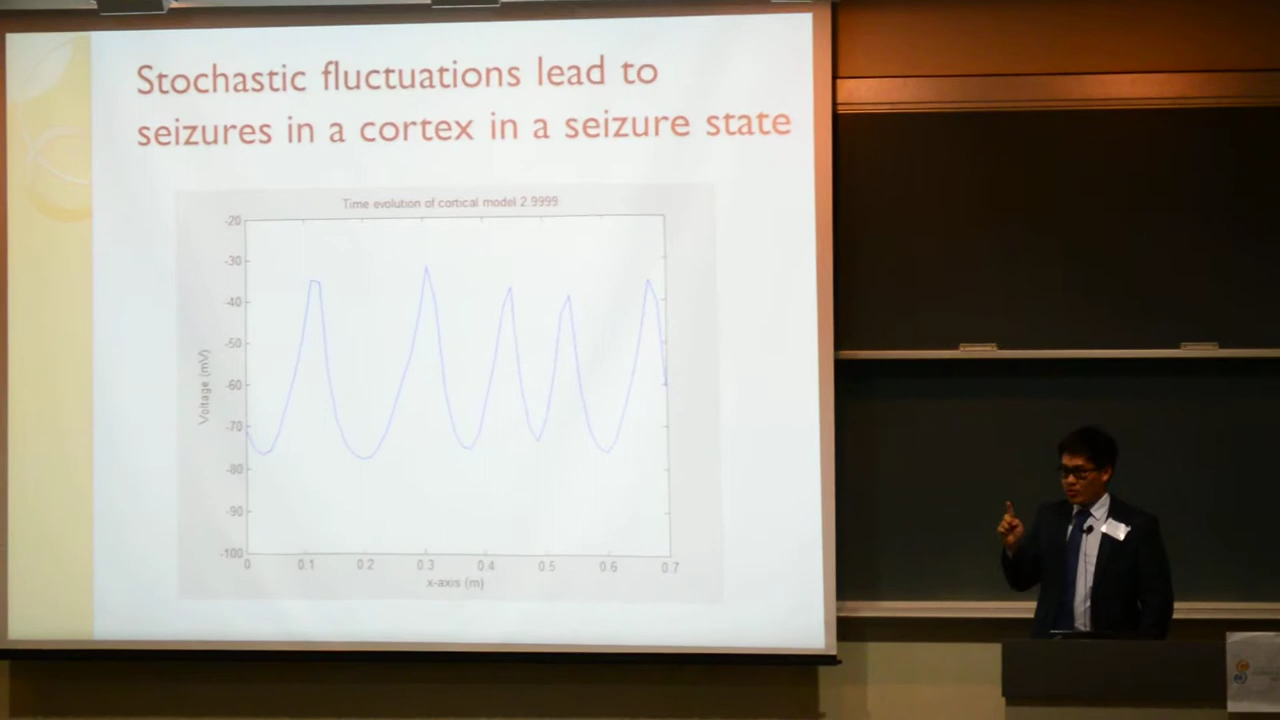 Stochastic fluctuations lead to
seizures in a cortex in a seizure state
Time evolution of cortical model 2.9999
-20
-30
-40
-50
-60
-70
-80
-90
-100
Voltage (mV)
0 0.1 0.2 0.3 0.4 0.5 0.6 0.7
x-axis (m)